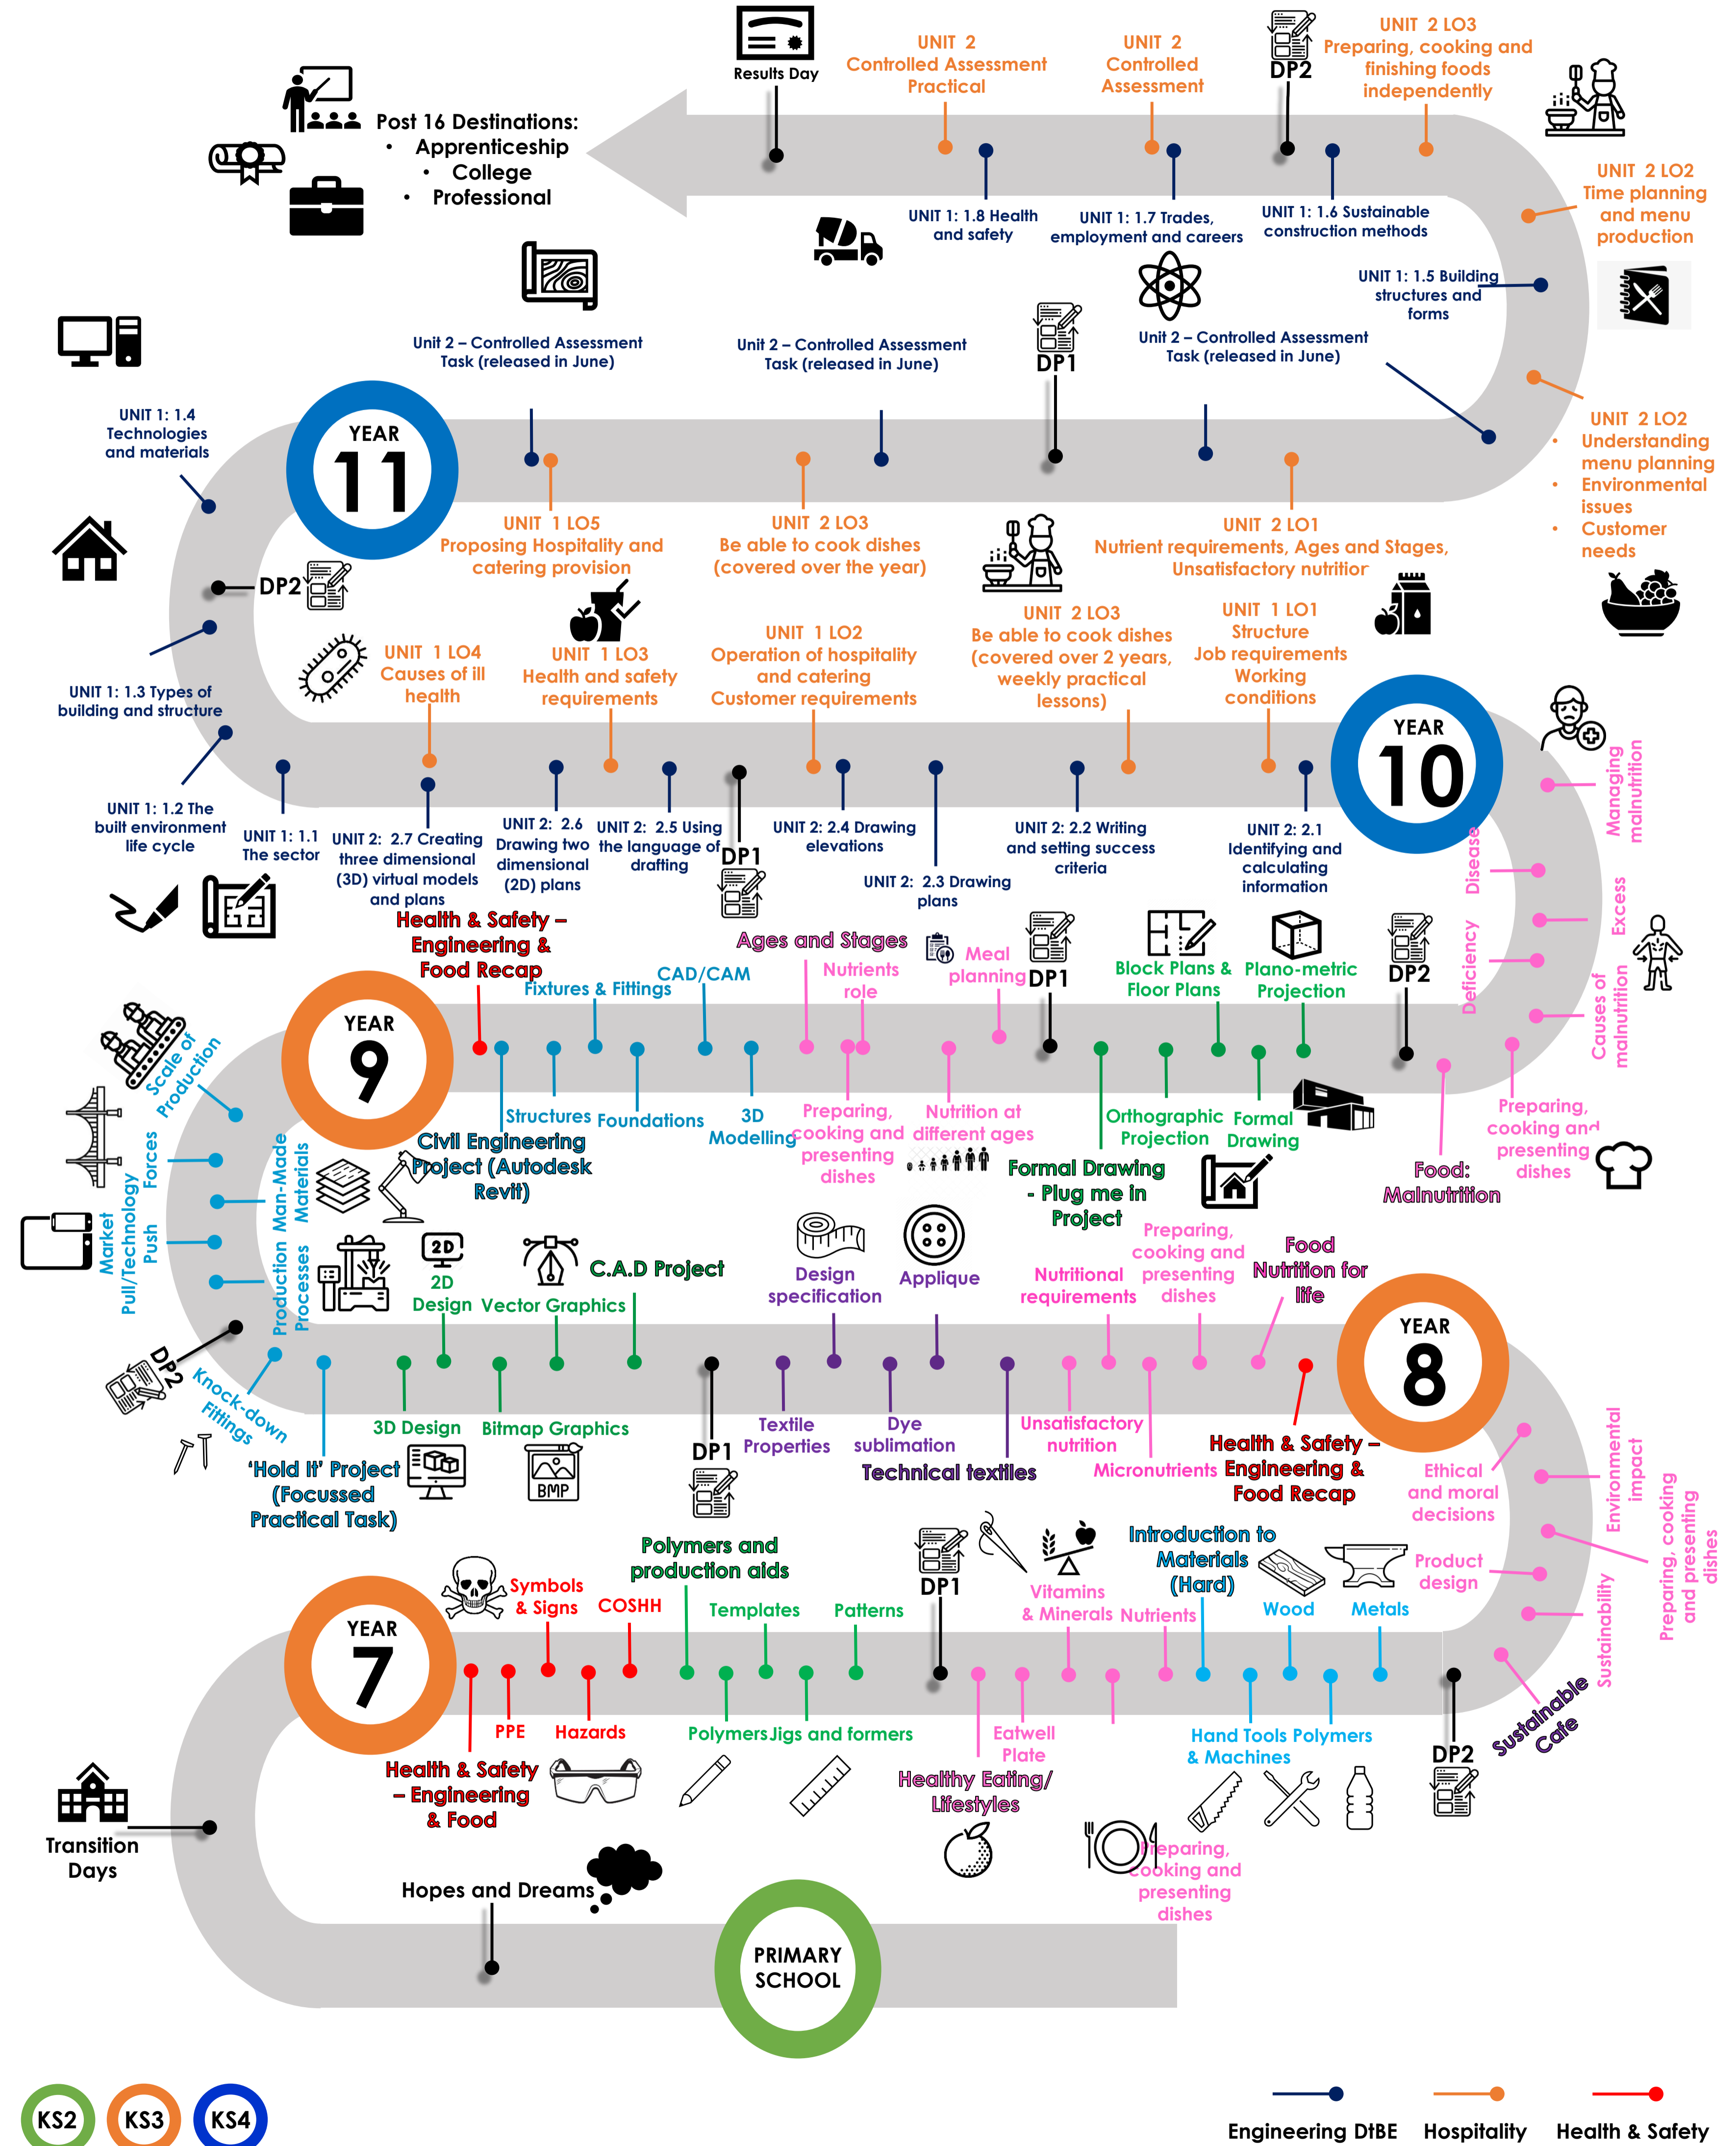 Results Day
UNIT 2
Controlled Assessment
Practical
UNIT 2
Controlled
Assessment
DP2
UNIT 2 LO3
Preparing, cooking and
finishing foods
independently
Post 16 Destinations:
• Apprenticeship
• College
• Professional
UNIT 2 LO2
Time planning
and menu
production
UNIT 1: 1.8 Health
and safety
UNIT 1: 1.7 Trades,
employment and careers
UNIT 1: 1.6 Sustainable
construction methods
UNIT 1: 1.5 Building
structures and
forms
Unit 2 – Controlled Assessment
Task (released in June)
Unit 2 – Controlled Assessment
Task (released in June)
DP1
Unit 2 – Controlled Assessment
Task (released in June)
UNIT 1: 1.4
Technologies
and materials
YEAR
11
UNIT 2 LO2
• Understanding
menu planning
• Environmental
issues
• Customer
needs
UNIT 1 LO5
Proposing Hospitality and
catering provision
UNIT 2 LO3
Be able to cook dishes
(covered over the year)
UNIT 2 LO1
Nutrient requirements, Ages and Stages,
Unsatisfactory nutrition
DP2
UNIT 1 LO4
Causes of ill
health
UNIT 1 LO3
Health and safety
requirements
UNIT 1 LO2
Operation of hospitality
and catering
Customer requirements
UNIT 2 LO3
Be able to cook dishes
(covered over 2 years,
weekly practical
lessons)
UNIT 1 LO1
Structure
Job requirements
Working
conditions
UNIT 1: 1.3 Types of
building and structure
YEAR
10
Managing
malnutrition
UNIT 1: 1.2 The
built environment
life cycle
UNIT 1: 1.1
The sector
UNIT 2: 2.7 Creating
three dimensional
(3D) virtual models
and plans
UNIT 2: 2.6
Drawing two
dimensional
(2D) plans
UNIT 2: 2.5 Using
the language of
drafting
DP1
UNIT 2: 2.4 Drawing
elevations
UNIT 2: 2.3 Drawing
plans
UNIT 2: 2.2 Writing
and setting success
criteria
UNIT 2: 2.1
Identifying and
calculating
information
Disease
Excess
Deficiency
Causes of
malnutrition
Health & Safety –
Engineering &
Food Recap
Fixtures & Fittings
CAD/CAM
Ages and Stages
Nutrients
role
Meal
planning
DP1
Block Plans &
Floor Plans
Plano-metric
Projection
DP2
YEAR
9
Scale of
Production
Structures
Foundations
3D
Modelling
Civil Engineering
Project (Autodesk
Revit)
Preparing,
cooking and
presenting
dishes
Nutrition at
different ages
Orthographic
Projection
Formal
Drawing
Formal Drawing
- Plug me in
Project
Food:
Malnutrition
Preparing,
cooking and
presenting
dishes
Forces
Man-Made
Materials
Market
Pull/Technology
Push
Production
Processes
DP2
Knock-down
Fittings
2D
2D
Design
Vector Graphics
C.A.D Project
Design
specification
Applique
Nutritional
requirements
Preparing,
cooking and
presenting
dishes
Food
Nutrition for
life
YEAR
8
‘Hold It’ Project
(Focussed
Practical Task)
3D Design
Bitmap Graphics
BMP
DP1
Textile
Properties
Dye
sublimation
Technical textiles
Unsatisfactory
nutrition
Micronutrients
Health & Safety –
Engineering &
Food Recap
Ethical
and moral
decisions
Environmental
impact
Preparing, cooking
and presenting
dishes
Product
design
Sustainability
Sustainable
Cafe
YEAR
7
Symbols
& Signs
COSHH
Polymers and
production aids
Templates
Patterns
DP1
Vitamins
& Minerals
Nutrients
Introduction to
Materials
(Hard)
Wood
Metals
PPE
Hazards
Health & Safety
– Engineering
& Food
Polymers
Jigs and formers
Eatwell
Plate
Healthy Eating/
Lifestyles
Preparing,
cooking and
presenting
dishes
Hand Tools
& Machines
Polymers
DP2
Transition
Days
Hopes and Dreams
PRIMARY
SCHOOL
KS2
KS3
KS4
Engineering DtBE
Hospitality
Health & Safety